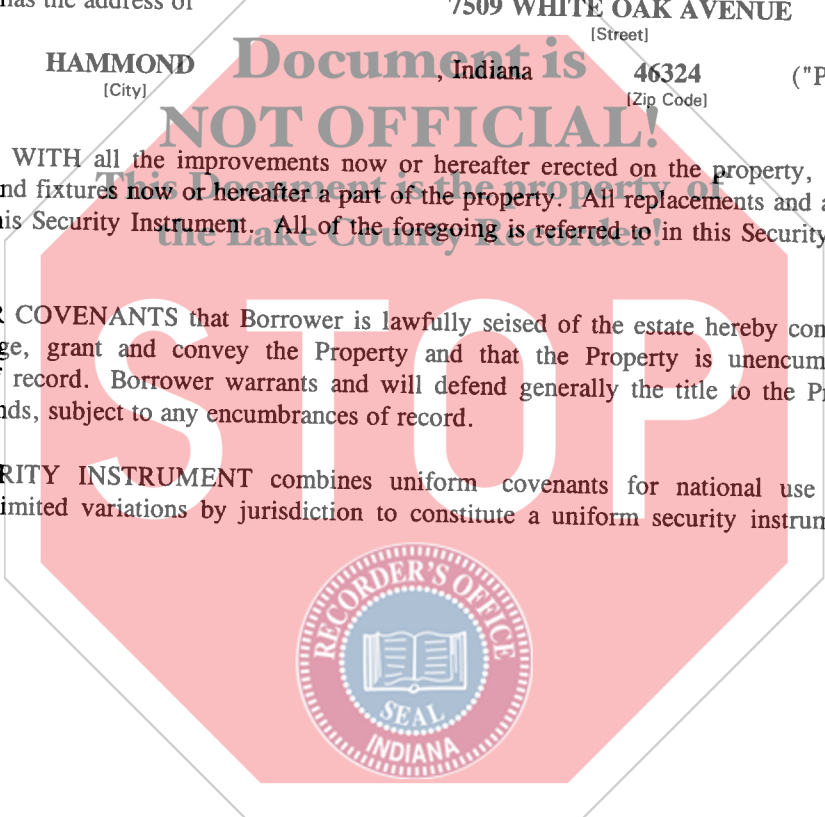 has the address of 7509 WHITE OAK AVENUE
[Street]
HAMMOND , Indiana 46324 ("P
[City] [Zip Code]
Document is
NOT OFFICIAL!
This Document is the property of
the Lake County Recorder!
WITH all the improvements now or hereafter erected on the property,
nd fixtures now or hereafter a part of the property. All replacements and a
is Security Instrument. All of the foregoing is referred to in this Security
STOP
R COVENANTS that Borrower is lawfully seised of the estate hereby con
ge, grant and convey the Property and that the Property is unencum
f record. Borrower warrants and will defend generally the title to the Pr
nds, subject to any encumbrances of record.
RITY INSTRUMENT combines uniform covenants for national use
imited variations by jurisdiction to constitute a uniform security instrum
RECORDER'S OFFICE
SEAL
INDIANA